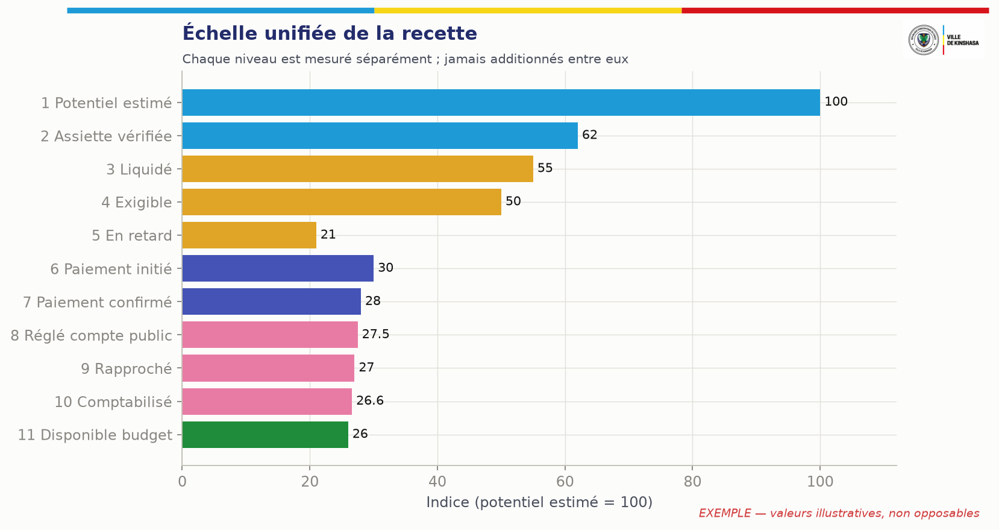 Échelle unifiée de la recette
Chaque niveau est mesuré séparément ; jamais additionnés entre eux
VILLE
DE KINSHASA
1 Potentiel estimé 100
2 Assiette vérifiée 62
3 Liquidé 55
4 Exigible 50
5 En retard 21
6 Paiement initié 30
7 Paiement confirmé 28
8 Réglé compte public 27.5
9 Rapproché 27
10 Comptabilisé 26.6
11 Disponible budget 26
0 20 40 60 80 100
Indice (potentiel estimé = 100)
EXEMPLE — valeurs illustratives, non opposables